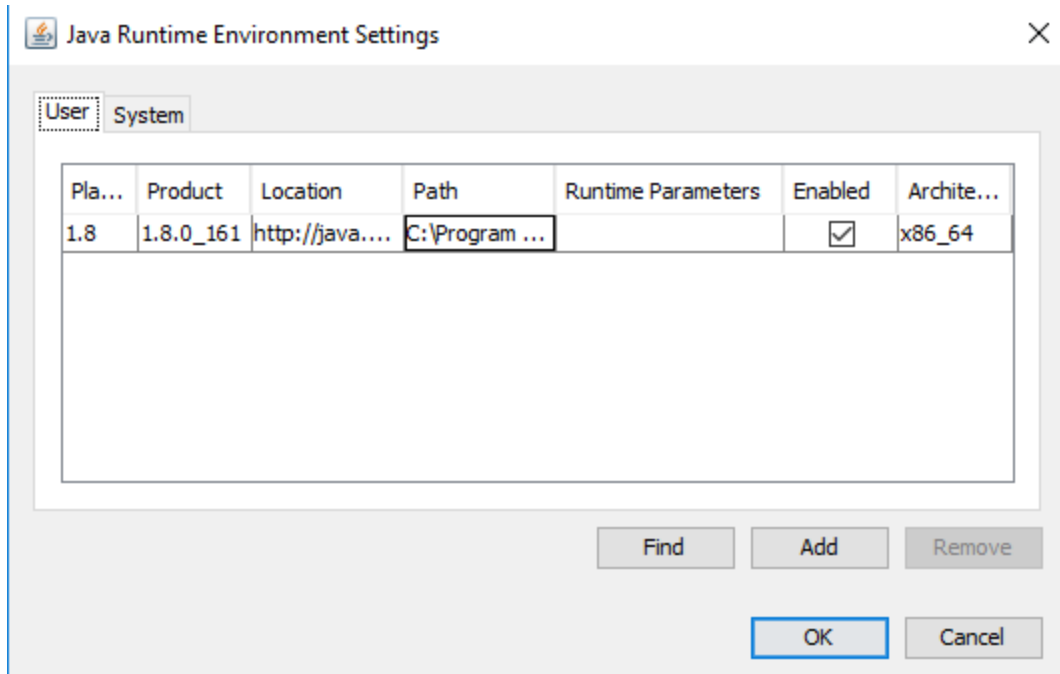 Java Runtime Environment Settings
User System
Pla... Product Location Path Runtime Parameters Enabled Archite...
1.8 1.8.0_161 http://java.... C:\Program ... x86_64
Find Add Remove
OK Cancel